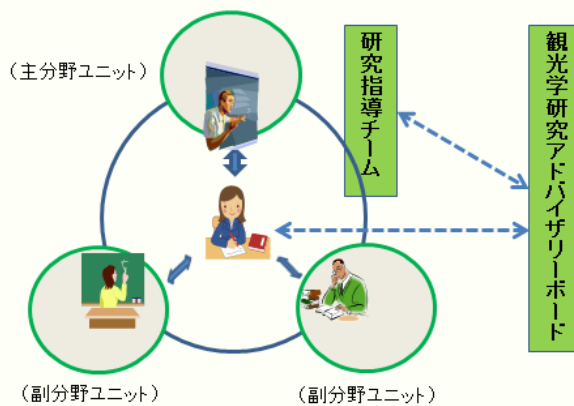 （主分野ユニット）
研究指導チーム
観光学研究アドバイザリーボード
（副分野ユニット）
（副分野ユニット）